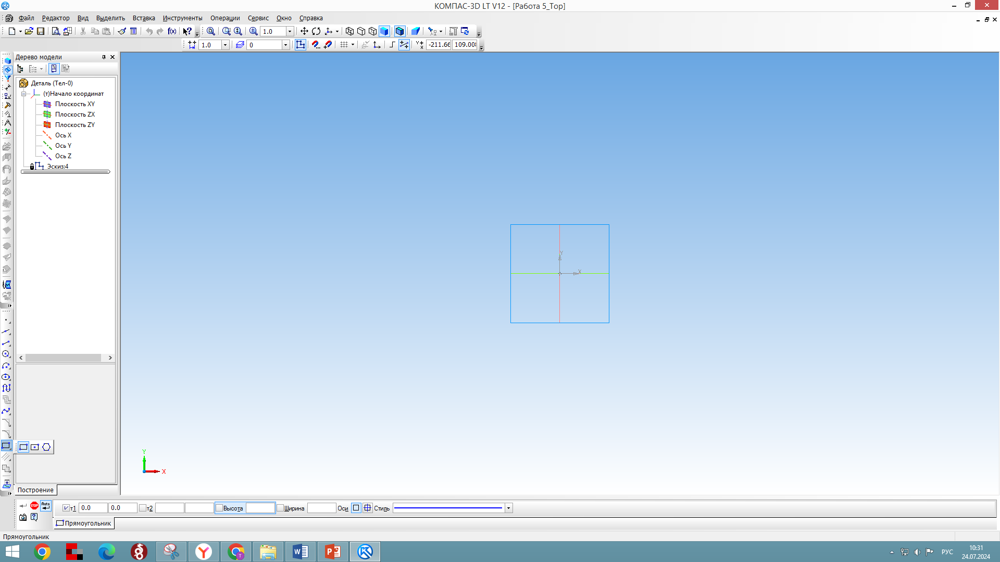 КОМПАС-3D LT V12 - [Работа 5_Top]
Файл Редактор Вид Выделить Вставка Инструменты Операции Сервис Окно Справка
f(x) 1.0
1.0 0 -211.66 109.00
Дерево модели
Деталь (Тел-0)
(т)Начало координат
Плоскость XY
Плоскость ZX
Плоскость ZY
Ось X
Ось Y
Ось Z
Эскиз:4
Y
X
Y
X
Построение
STOP Auto т1 0.0 0.0 т2 Высота Ширина Оси Стиль
Прямоугольник
Прямоугольник
РУС
10:31
24.07.2024